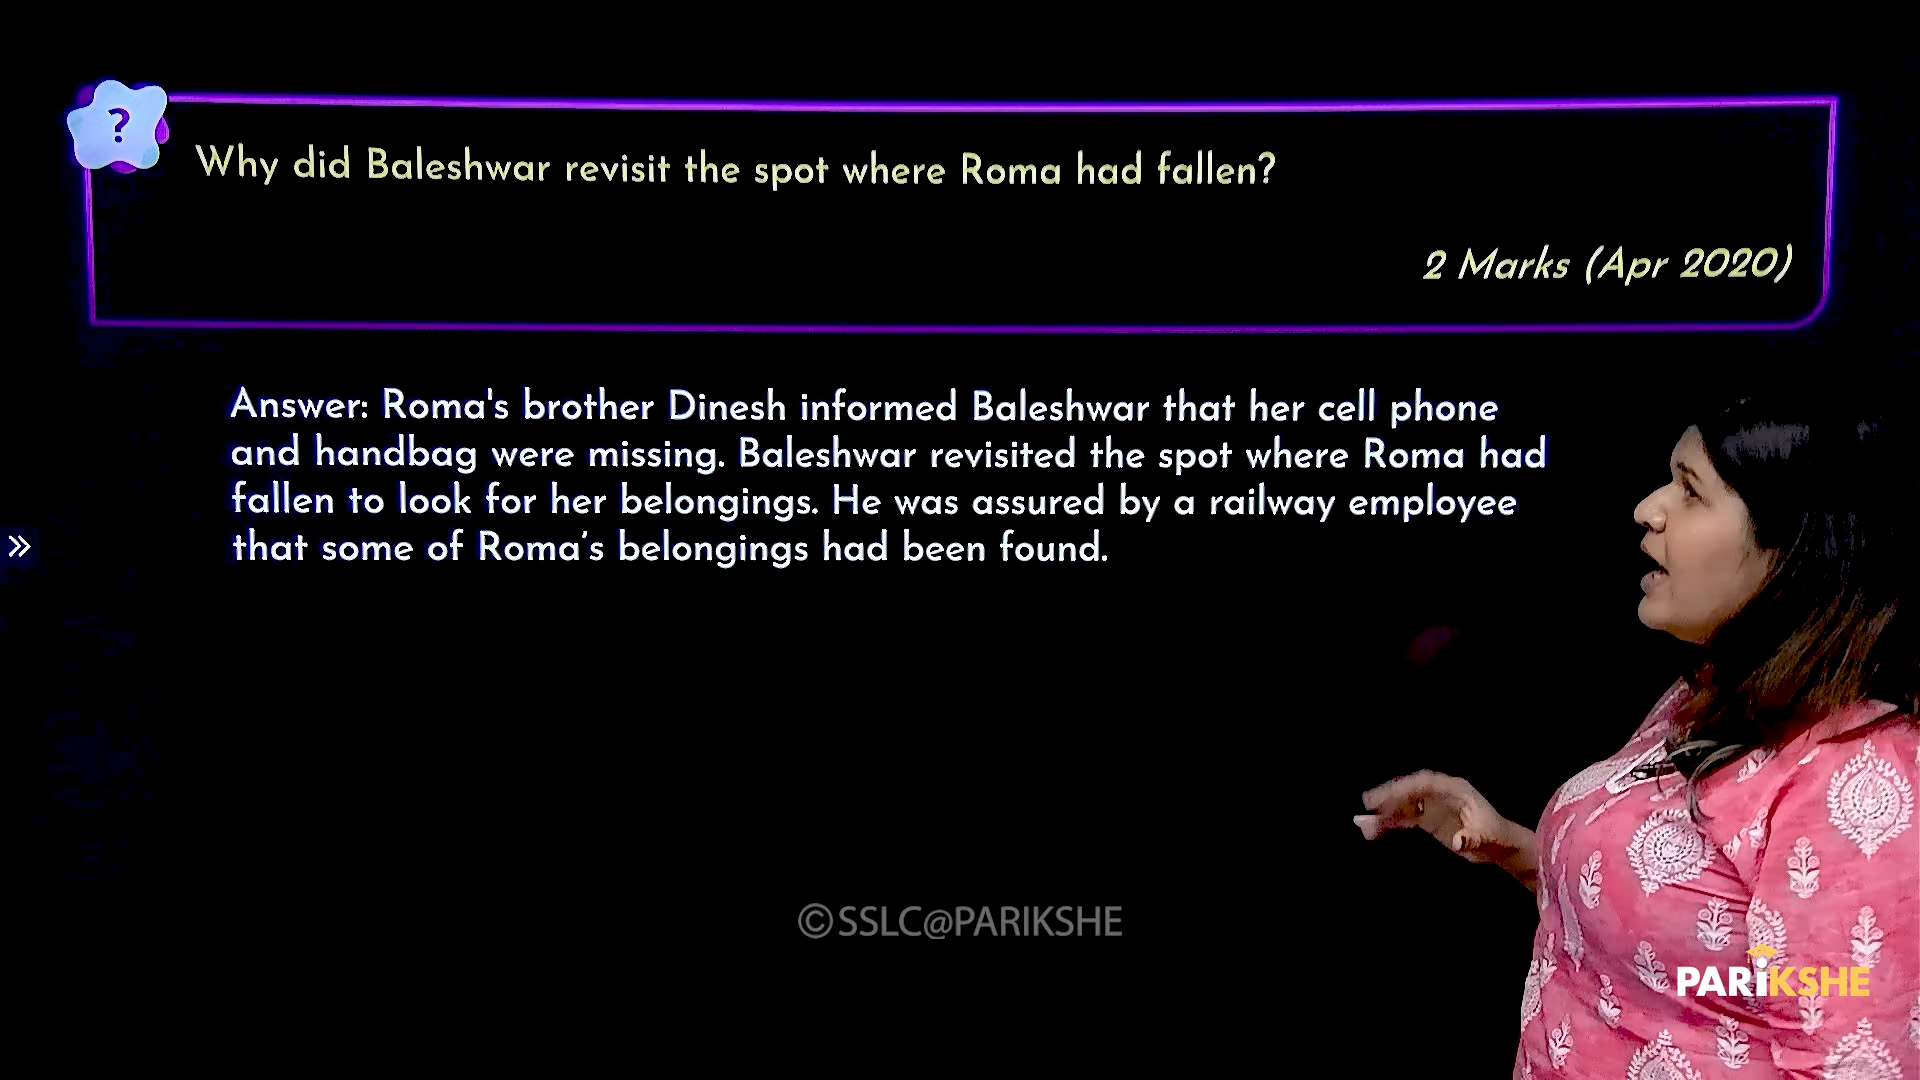 ?
Why did Baleshwar revisit the spot where Roma had fallen?
2 Marks (Apr 2020)
Answer: Roma's brother Dinesh informed Baleshwar that her cell phone
and handbag were missing. Baleshwar revisited the spot where Roma had
fallen to look for her belongings. He was assured by a railway employee
that some of Roma’s belongings had been found.
»
©SSLC@PARIKSHE
PARiKSHE